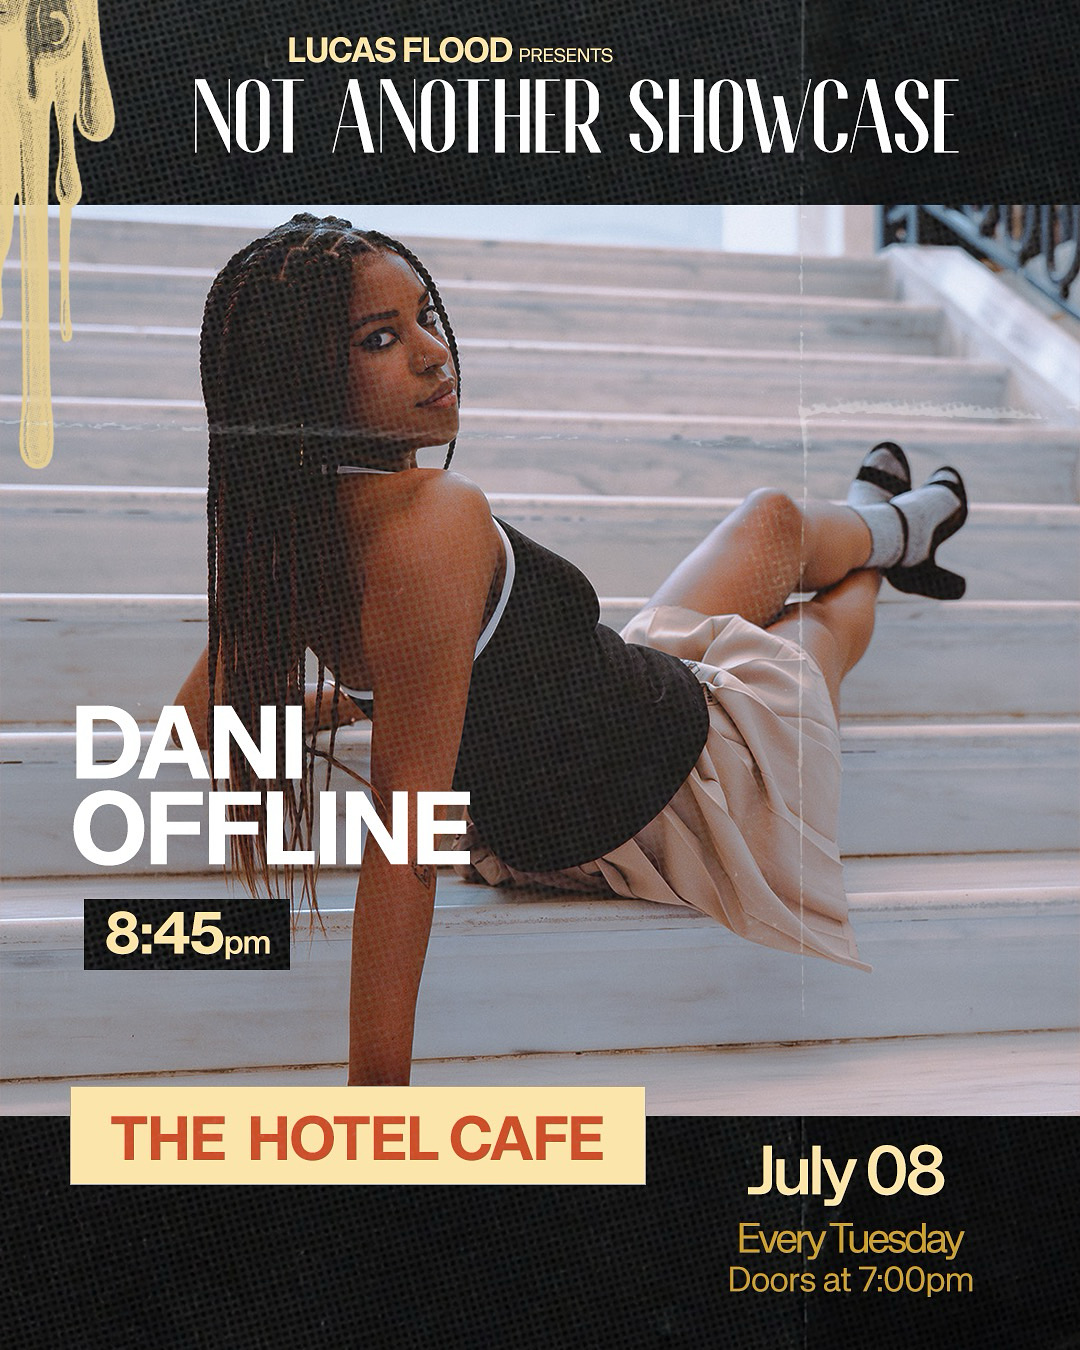 LUCAS FLOOD PRESENTS
NOT ANOTHER SHOWCASE
DANI
OFFLINE
8:45pm
THE HOTEL CAFE
July 08
Every Tuesday
Doors at 7:00pm